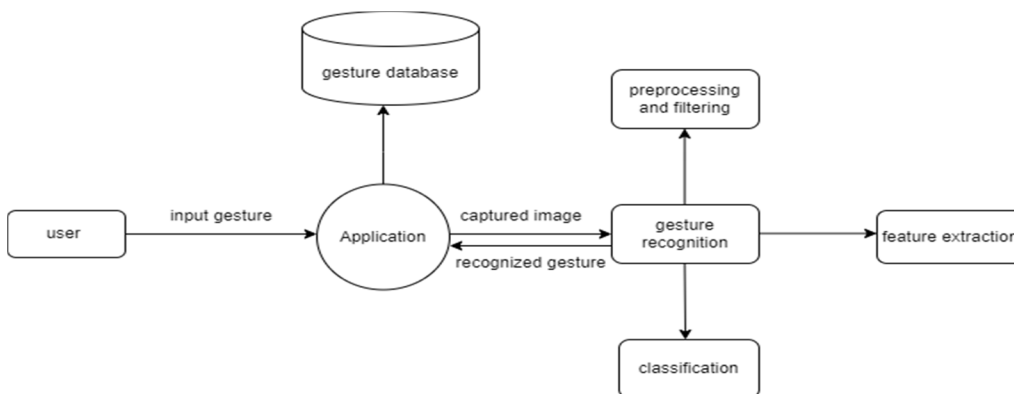 gesture database
preprocessing
and filtering
input gesture
captured image
user
Application
gesture
recognition
feature extraction
recognized gesture
classification